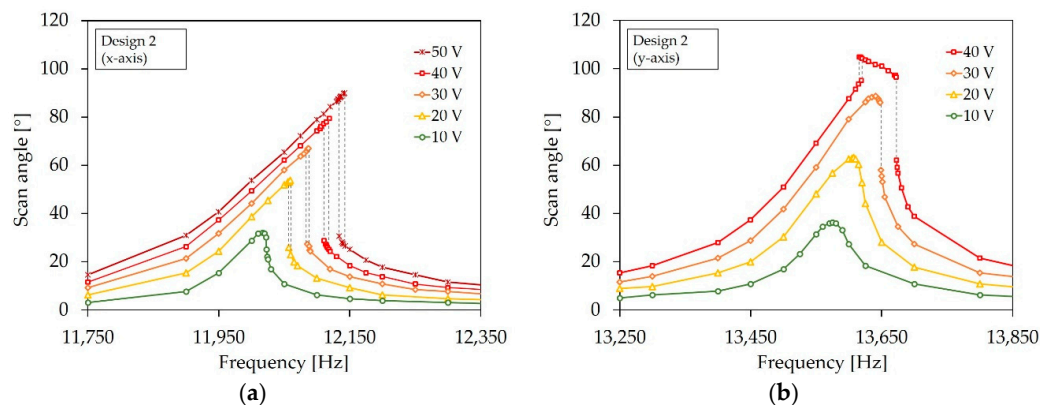 120
100
80
60
40
20
0
Scan angle [°]
Design 2
(x-axis)
50 V
40 V
30 V
20 V
10 V
11,750
11,950
12,150
12,350
Frequency [Hz]
(a)
120
100
80
60
40
20
0
Scan angle [°]
Design 2
(y-axis)
40 V
30 V
20 V
10 V
13,250
13,450
13,650
13,850
Frequency [Hz]
(b)